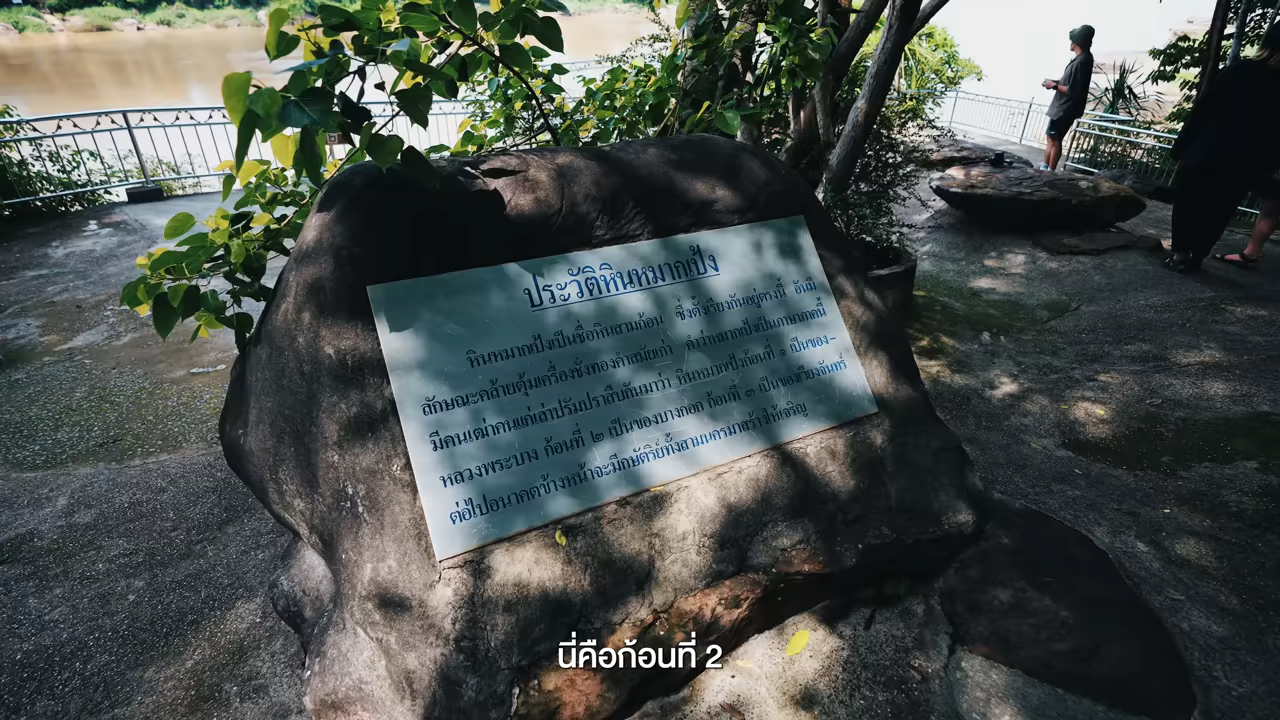 ประวัติหินหมากเป้ง
หินหมากเป้งเป็นชื่อหินสามก้อน ซึ่งตั้งเรียงกันอยู่ตรงนี้ อันมี
ลักษณะคล้ายตุ้มเครื่องชั่งทองคำสมัยเก่า คำว่าหมากเป้งเป็นภาษาภาคนี้
มีคนเฒ่าคนแก่เล่าปรัมปราสืบกันมาว่า หินหมากเป้งก้อนที่ ๑ เป็นของ-
หลวงพระบาง ก้อนที่ ๒ เป็นของบางกอก ก้อนที่ ๓ เป็นของเวียงจันทร์
ต่อไปอนาคตข้างหน้าจะมีกษัตริย์ทั้งสามนครมาสร้างให้เจริญ
นี่คือก้อนที่ 2